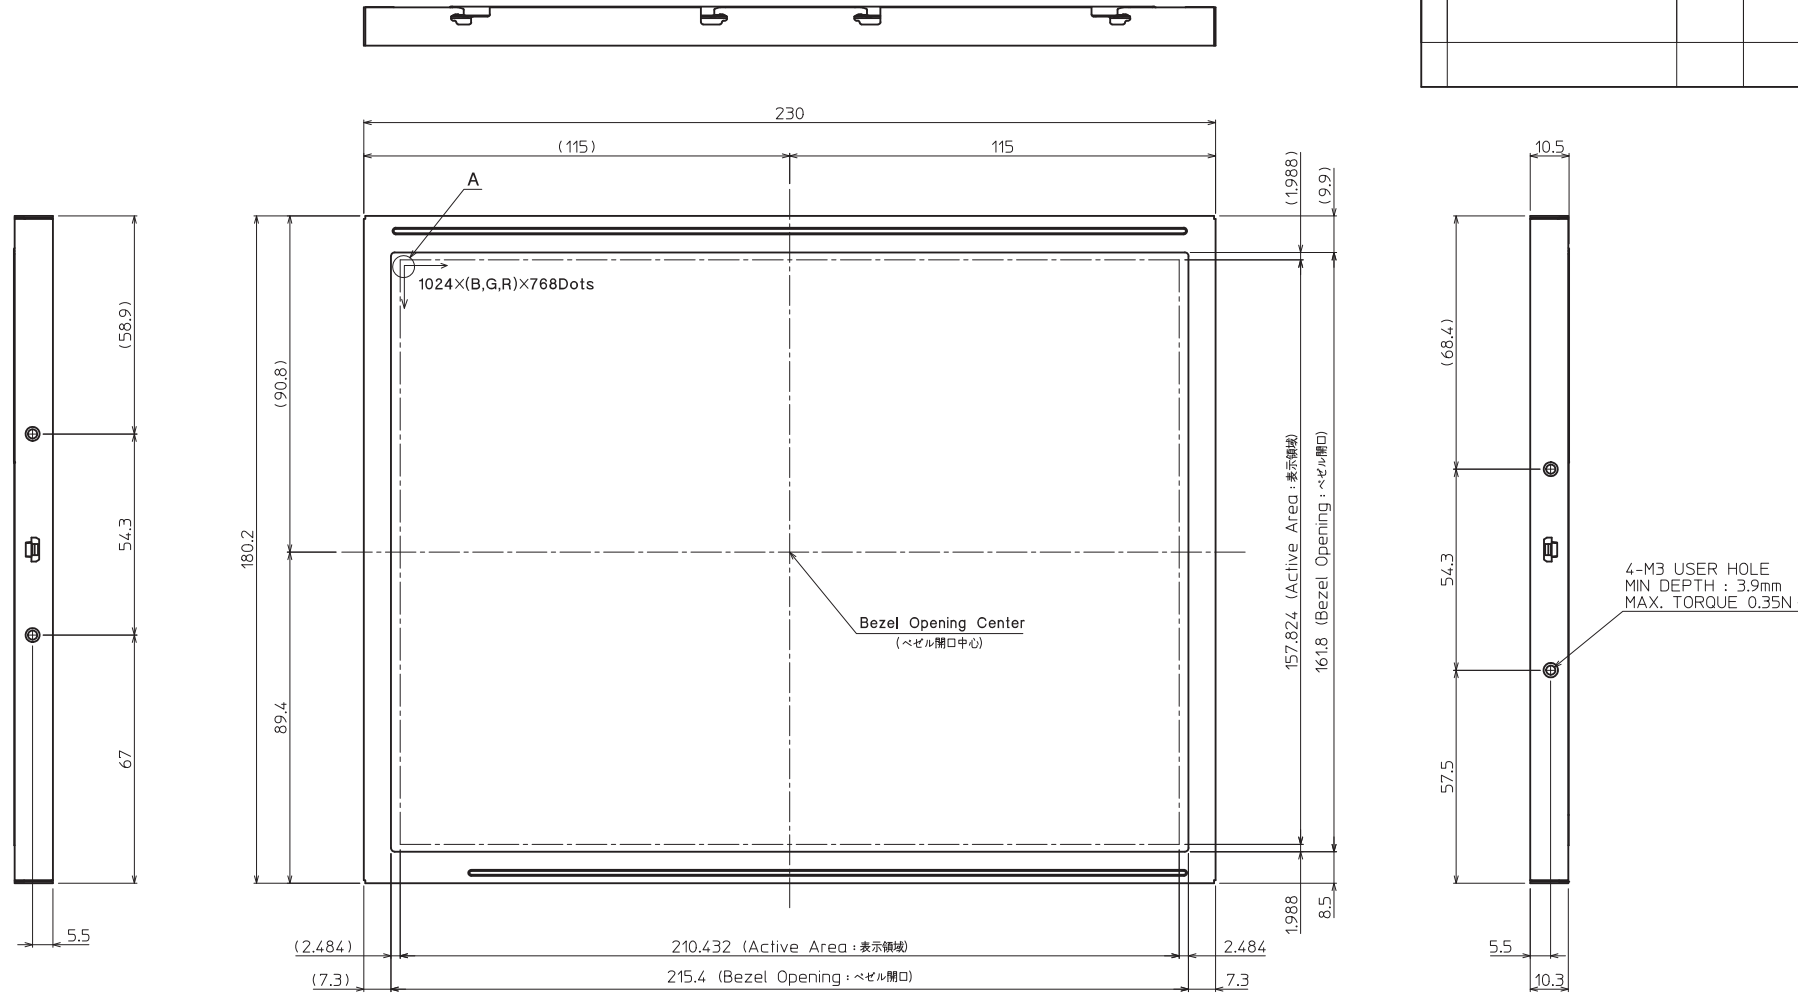 230
(115)
115
10.5
A
(1.988)
(9.9)
1024×(B,G,R)×768Dots
(58.9)
(90.8)
(68.4)
180.2
54.3
157.824 (Active Area:表示領域)
161.8 (Bezel Opening:ベゼル開口)
54.3
4-M3 USER HOLE
MIN DEPTH : 3.9mm
MAX. TORQUE 0.35N
Bezel Opening Center
(ベゼル開口中心)
89.4
67
57.5
1.988
8.5
5.5
(2.484)
210.432 (Active Area:表示領域)
2.484
5.5
(7.3)
215.4 (Bezel Opening:ベゼル開口)
7.3
10.3